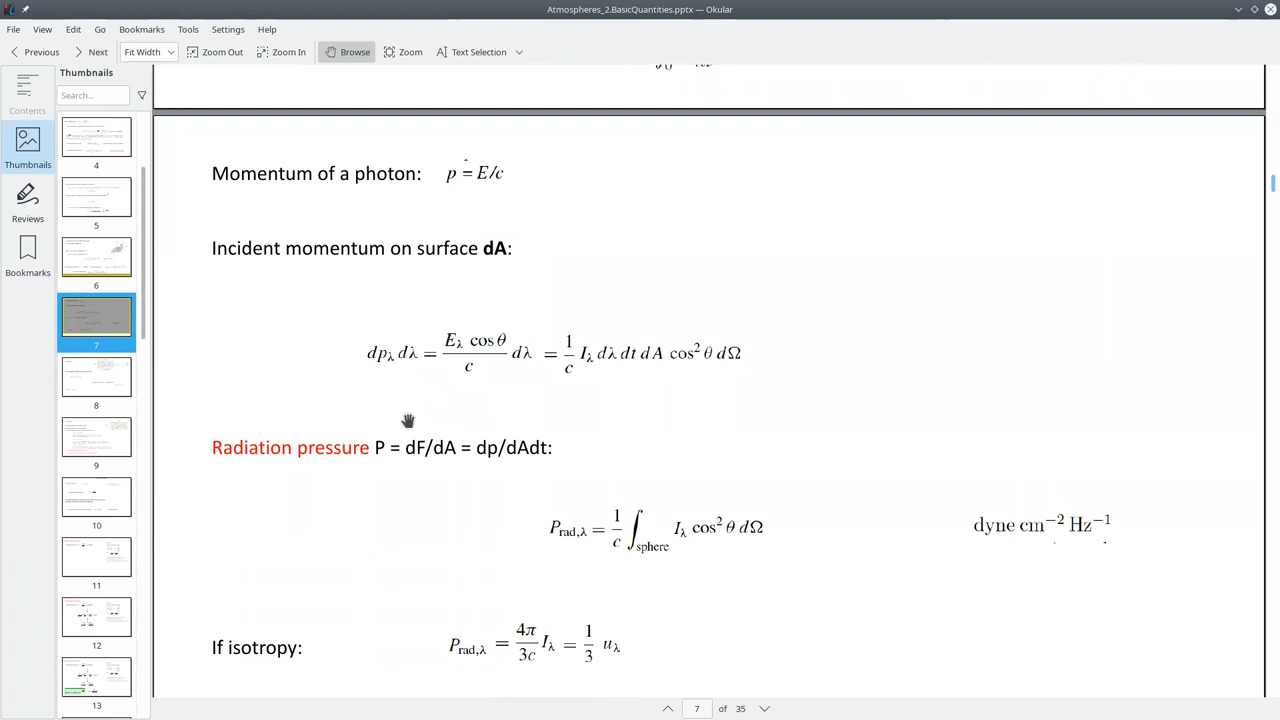 Atmospheres_2.BasicQuantities.pptx — Okular
File View Edit Go Bookmarks Tools Settings Help
Previous Next Fit Width Zoom Out Zoom In Browse Zoom Text Selection
Thumbnails
Contents
Search...
Thumbnails
Reviews
Bookmarks
4
5
6
7
8
9
10
11
12
13
Momentum of a photon: p = E/c
Incident momentum on surface dA:
dp_λ dλ = E_λ cos θ / c dλ = 1/c I_λ dλ dt dA cos² θ dΩ
Radiation pressure P = dF/dA = dp/dAdt:
P_rad,λ = 1/c ∫_sphere I_λ cos² θ dΩ dyne cm⁻² Hz⁻¹
If isotropy: P_rad,λ = 4π/3c I_λ = 1/3 u_λ
7 of 35